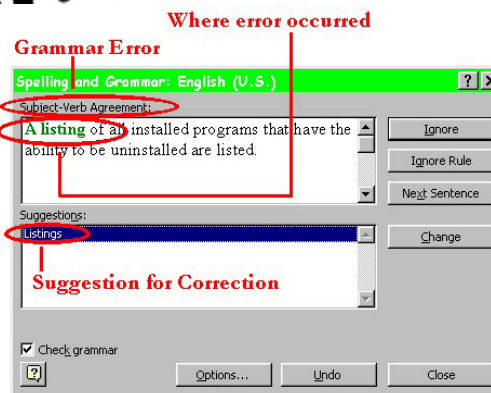 Where error occurred
Grammar Error
Spelling and Grammar: English (U.S.)
Subject-Verb Agreement:
A listing of all installed programs that have the
ability to be uninstalled are listed.
Ignore
Ignore Rule
Next Sentence
Suggestions:
Listings
Change
Suggestion for Correction
Check grammar
Options...
Undo
Close